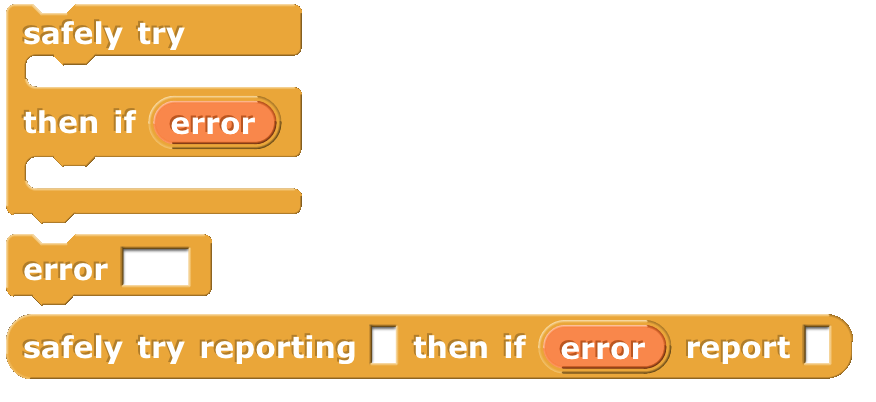 safely try
then if error
error
safely try reporting then if error report